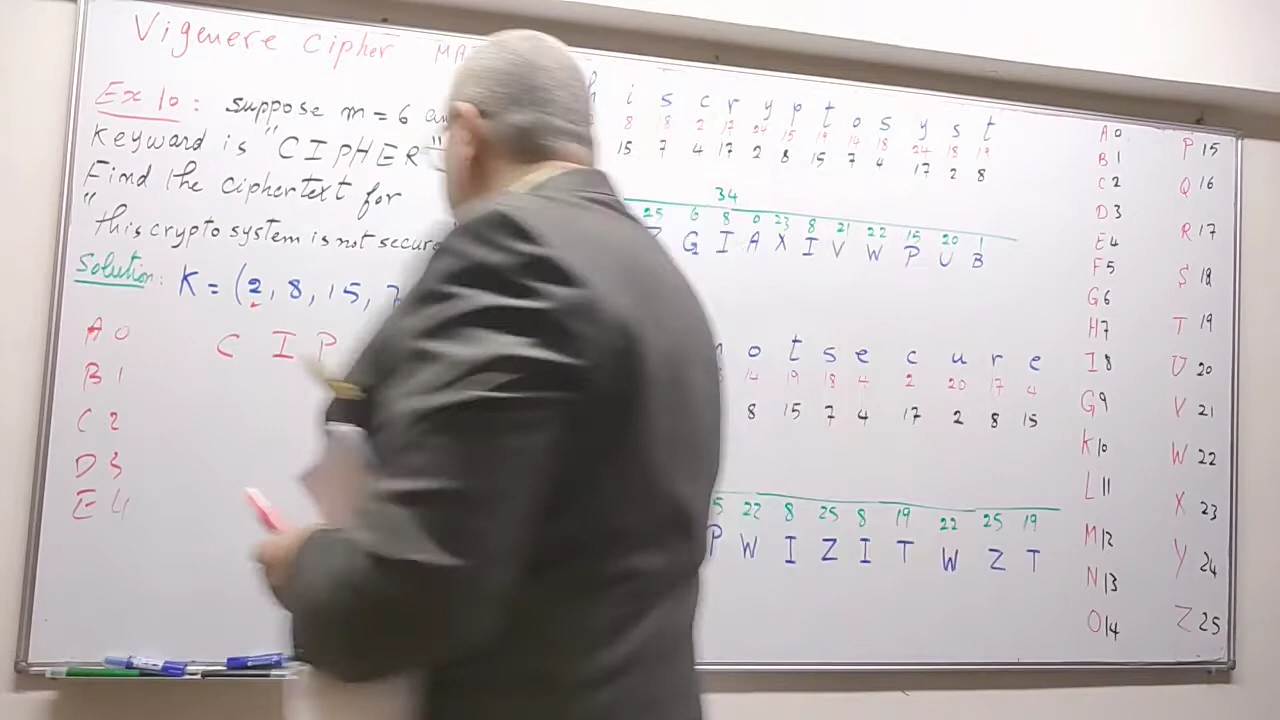 Vigenere Cipher MA
Ex 10: suppose m = 6 an
Keyword is "CIPHER"
Find the ciphertext for
"this crypto system is not secure
Solution: K = (2, 8, 15, 7
C I P
A 0
B 1
C 2
D 3
E 4
h i s c r y p t o s y s t
8 18 2 17 24 15 19 14 18 24 18 19
15 7 4 17 2 8 15 7 4 17 2 8
34
25 6 8 0 23 8 21 22 15 20 1
Z G I A X I V W P U B
o t s e c u r e
14 19 18 4 2 20 17 4
8 15 7 4 17 2 8 15
5 22 8 25 8 19 22 25 19
P W I Z I T W Z T
A 0
B 1
C 2
D 3
E 4
F 5
G 6
H 7
I 8
G 9
K 10
L 11
M 12
N 13
O 14
P 15
Q 16
R 17
S 18
T 19
U 20
V 21
W 22
X 23
Y 24
Z 25